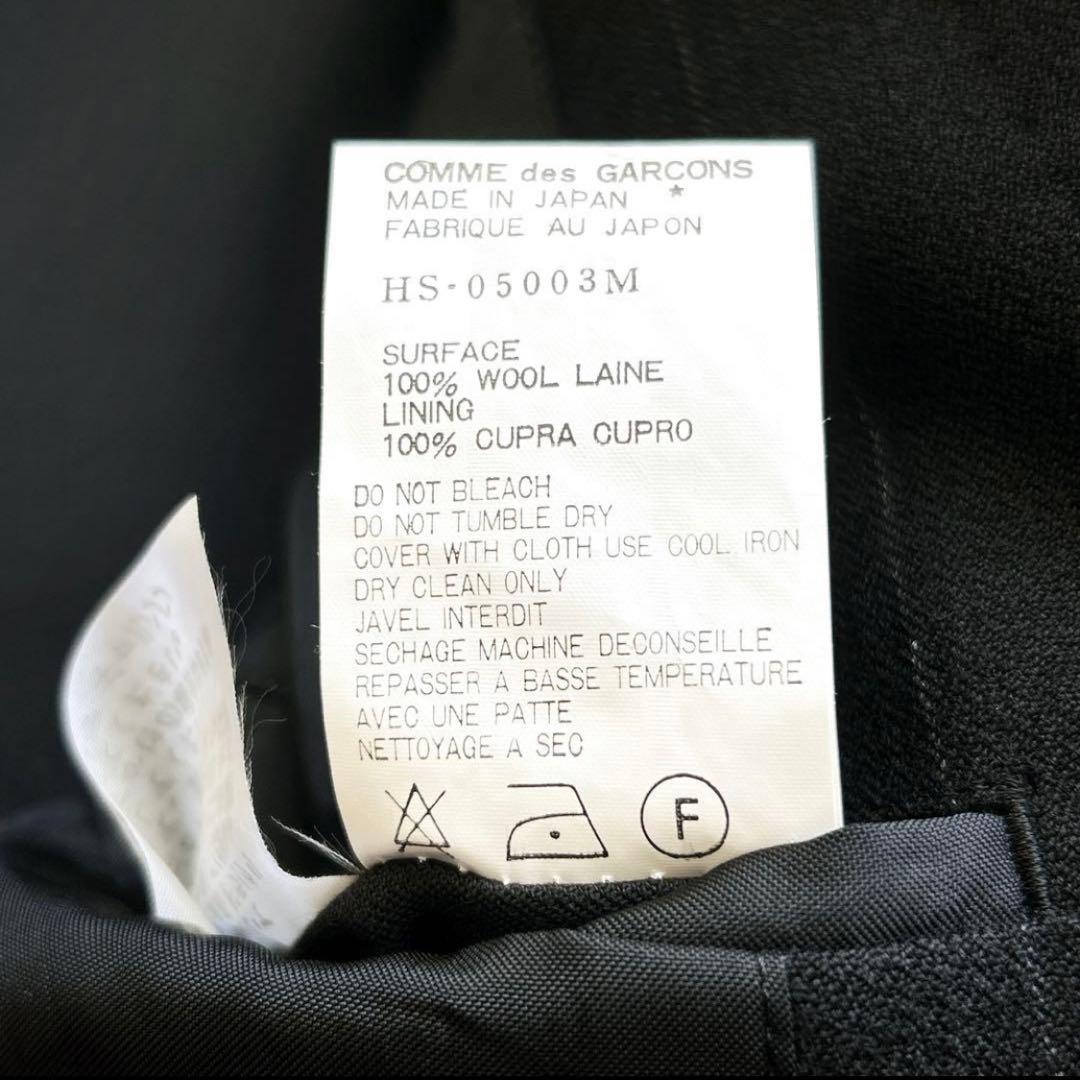 COMME des GARCONS
MADE IN JAPAN *
FABRIQUE AU JAPON
HS-05003M
SURFACE
100% WOOL LAINE
LINING
100% CUPRA CUPRO
DO NOT BLEACH
DO NOT TUMBLE DRY
COVER WITH CLOTH USE COOL IRON
DRY CLEAN ONLY
JAVEL INTERDIT
SECHAGE MACHINE DECONSEILLE
REPASSER A BASSE TEMPERATURE
AVEC UNE PATTE
NETTOYAGE A SEC
F